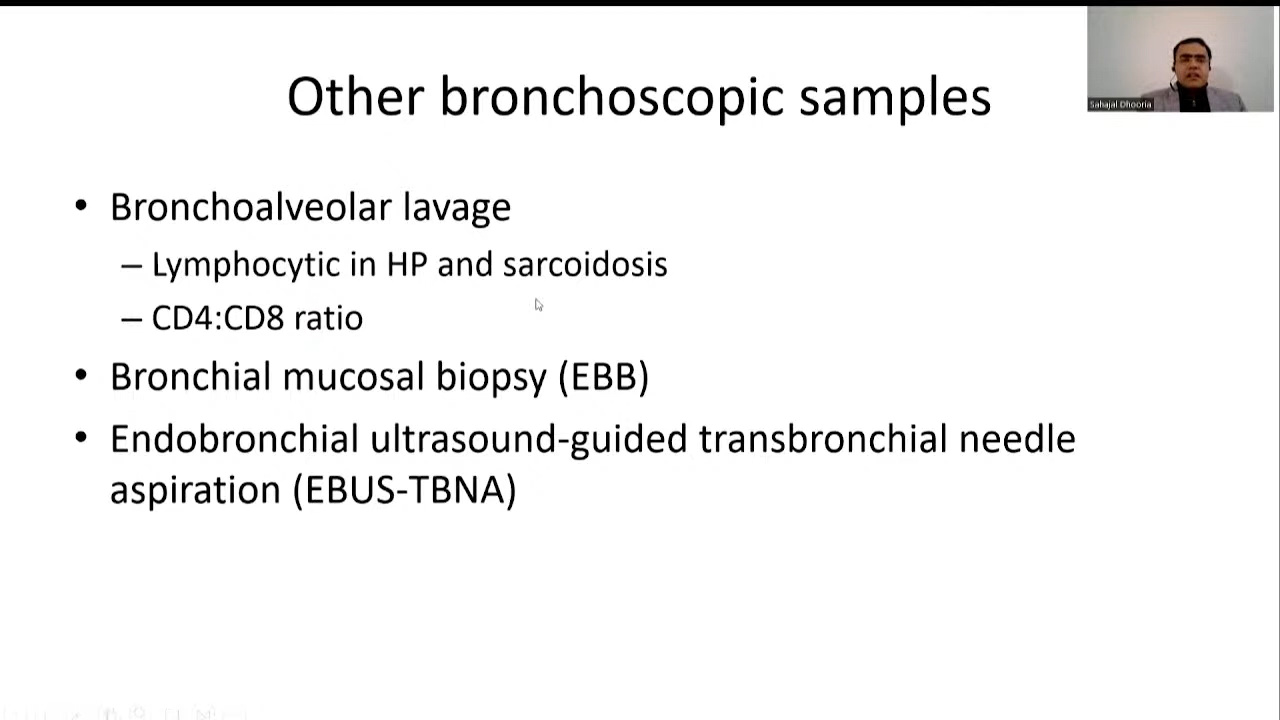 Other bronchoscopic samples
Sahajal Dhooria
• Bronchoalveolar lavage
– Lymphocytic in HP and sarcoidosis
– CD4:CD8 ratio
• Bronchial mucosal biopsy (EBB)
• Endobronchial ultrasound-guided transbronchial needle
aspiration (EBUS-TBNA)